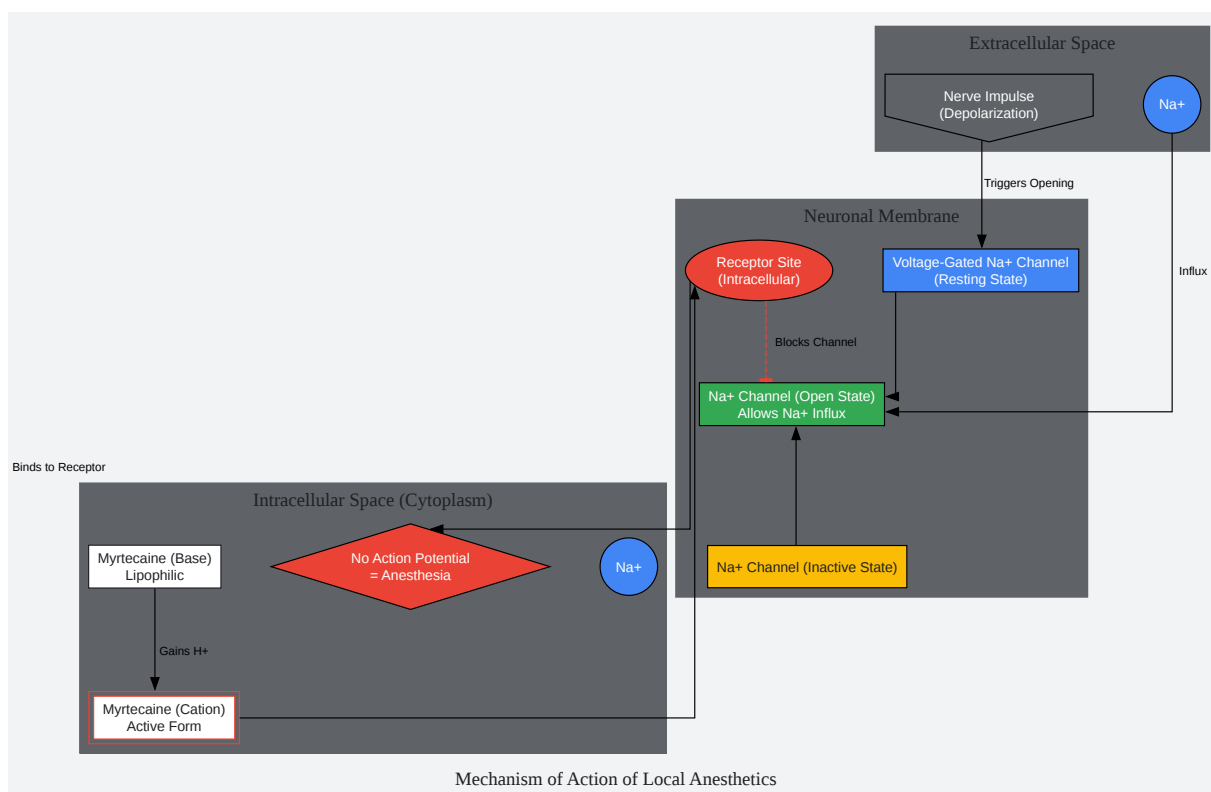 Extracellular Space
Nerve Impulse
(Depolarization)
Na+
Triggers Opening
Neuronal Membrane
Receptor Site
(Intracellular)
Voltage-Gated Na+ Channel
(Resting State)
Influx
Blocks Channel
Na+ Channel (Open State)
Allows Na+ Influx
Binds to Receptor
Intracellular Space (Cytoplasm)
Myrtecaine (Base)
Lipophilic
No Action Potential
= Anesthesia
Na+
Na+ Channel (Inactive State)
Gains H+
Myrtecaine (Cation)
Active Form
Mechanism of Action of Local Anesthetics